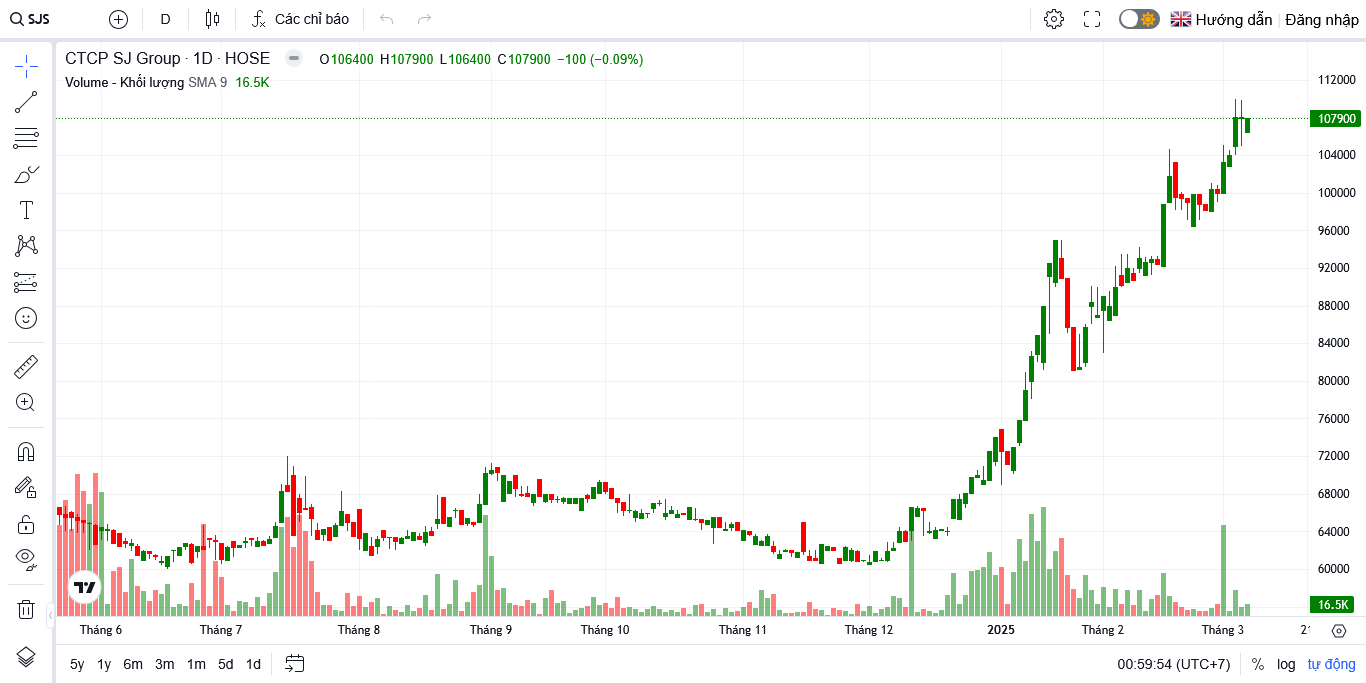 SJS D Các chỉ báo Hướng dẫn Đăng nhập
CTCP SJ Group · 1D · HOSE O106400 H107900 L106400 C107900 −100 (−0.09%)
Volume - Khối lượng SMA 9 16.5K
112000
107900
104000
100000
96000
92000
88000
84000
80000
76000
72000
68000
64000
60000
16.5K
Tháng 6 Tháng 7 Tháng 8 Tháng 9 Tháng 10 Tháng 11 Tháng 12 2025 Tháng 2 Tháng 3 21
5y 1y 6m 3m 1m 5d 1d 00:59:54 (UTC+7) % log tự động